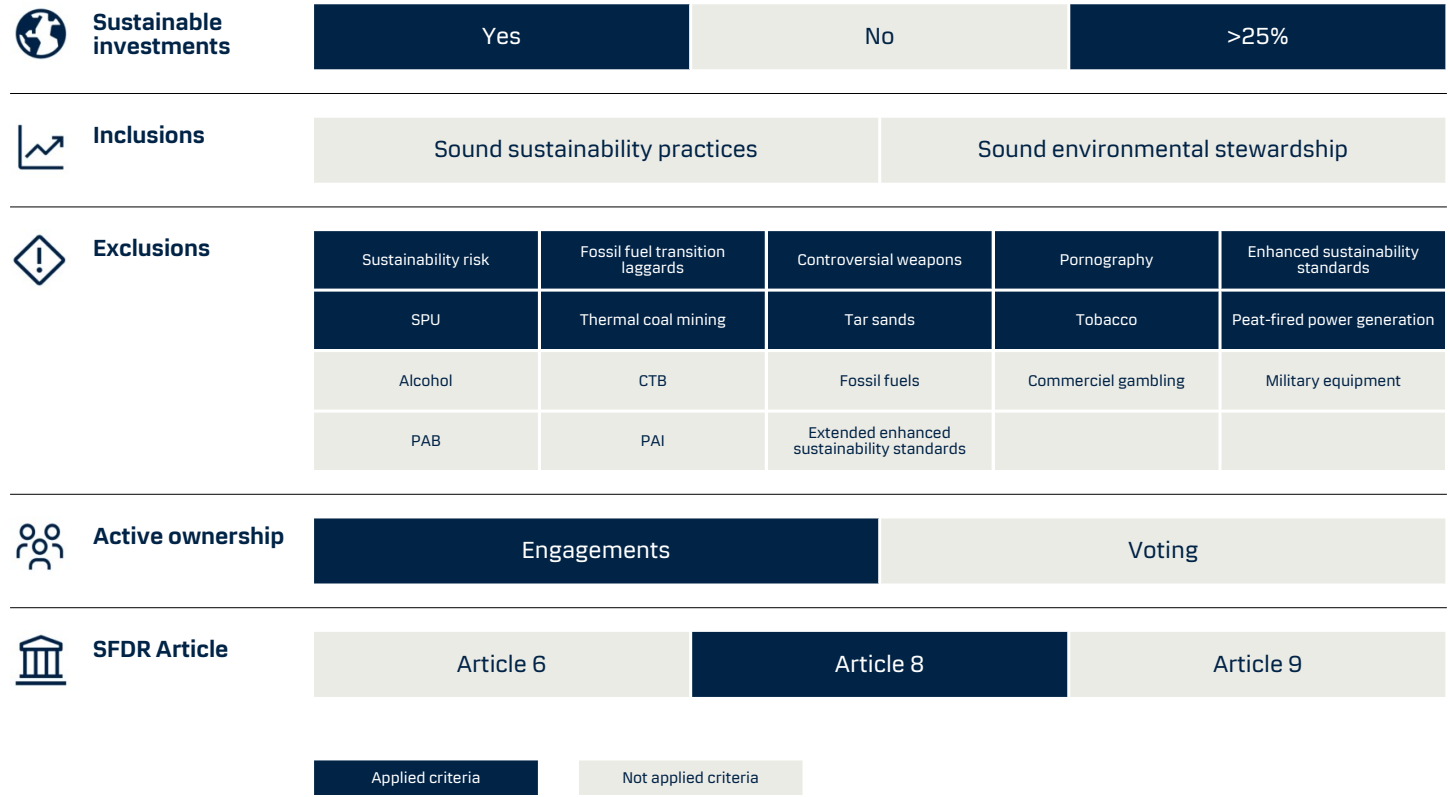 Sustainable
investments
Yes
No
>25%
Inclusions
Sound sustainability practices
Sound environmental stewardship
Exclusions
Sustainability risk
Fossil fuel transition
laggards
Controversial weapons
Pornography
Enhanced sustainability
standards
SPU
Thermal coal mining
Tar sands
Tobacco
Peat-fired power generation
Alcohol
CTB
Fossil fuels
Commerciel gambling
Military equipment
PAB
PAI
Extended enhanced
sustainability standards
Active ownership
Engagements
Voting
SFDR Article
Article 6
Article 8
Article 9
Applied criteria
Not applied criteria